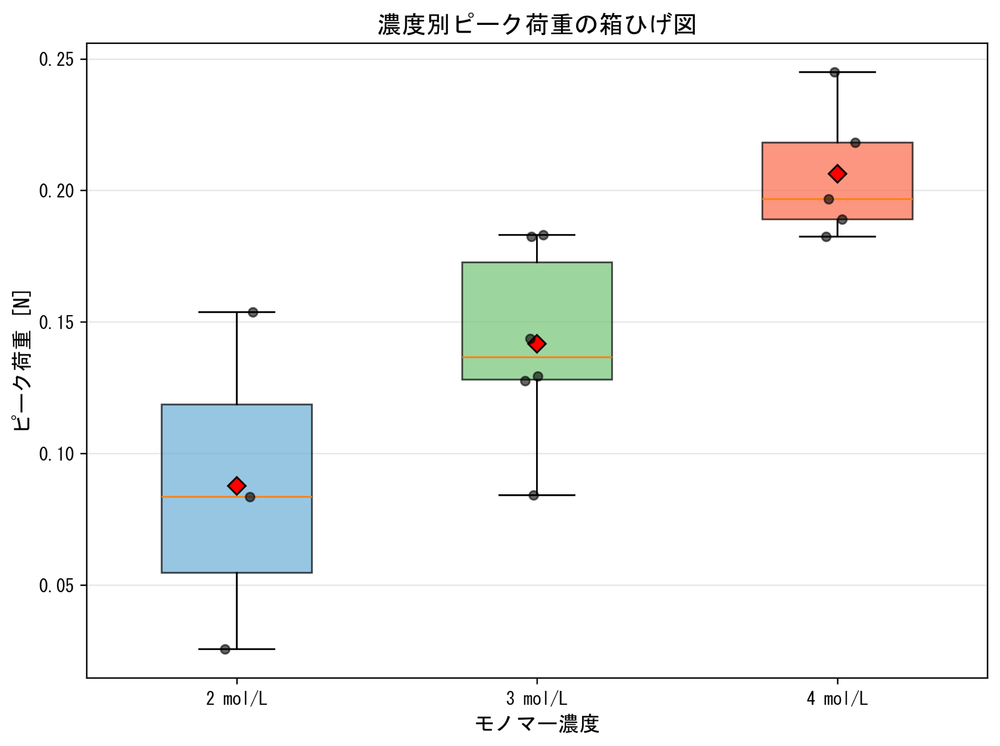 濃度別ピーク荷重の箱ひげ図
ピーク荷重 [N]
0.25
0.20
0.15
0.10
0.05
2 mol/L
3 mol/L
4 mol/L
モノマー濃度